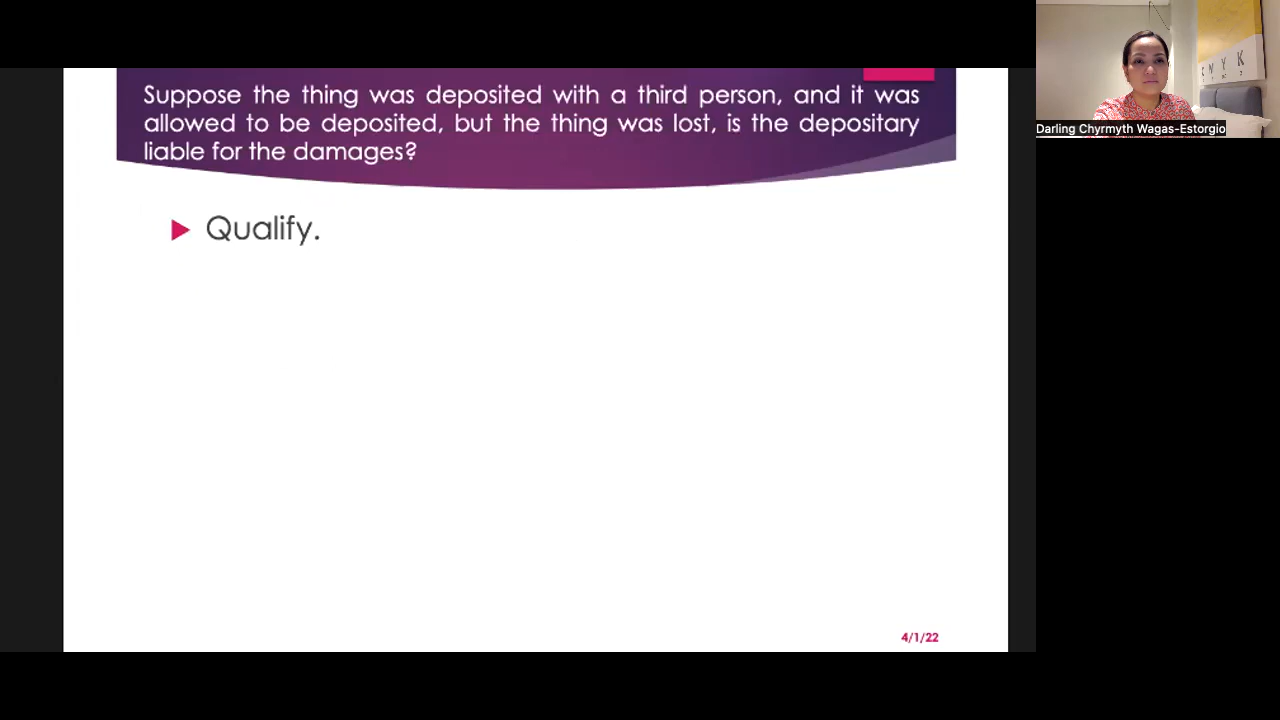 Suppose the thing was deposited with a third person, and it was
allowed to be deposited, but the thing was lost, is the depositary
liable for the damages?
Qualify.
4/1/22
Darling Chyrmyth Wagas-Estorgio